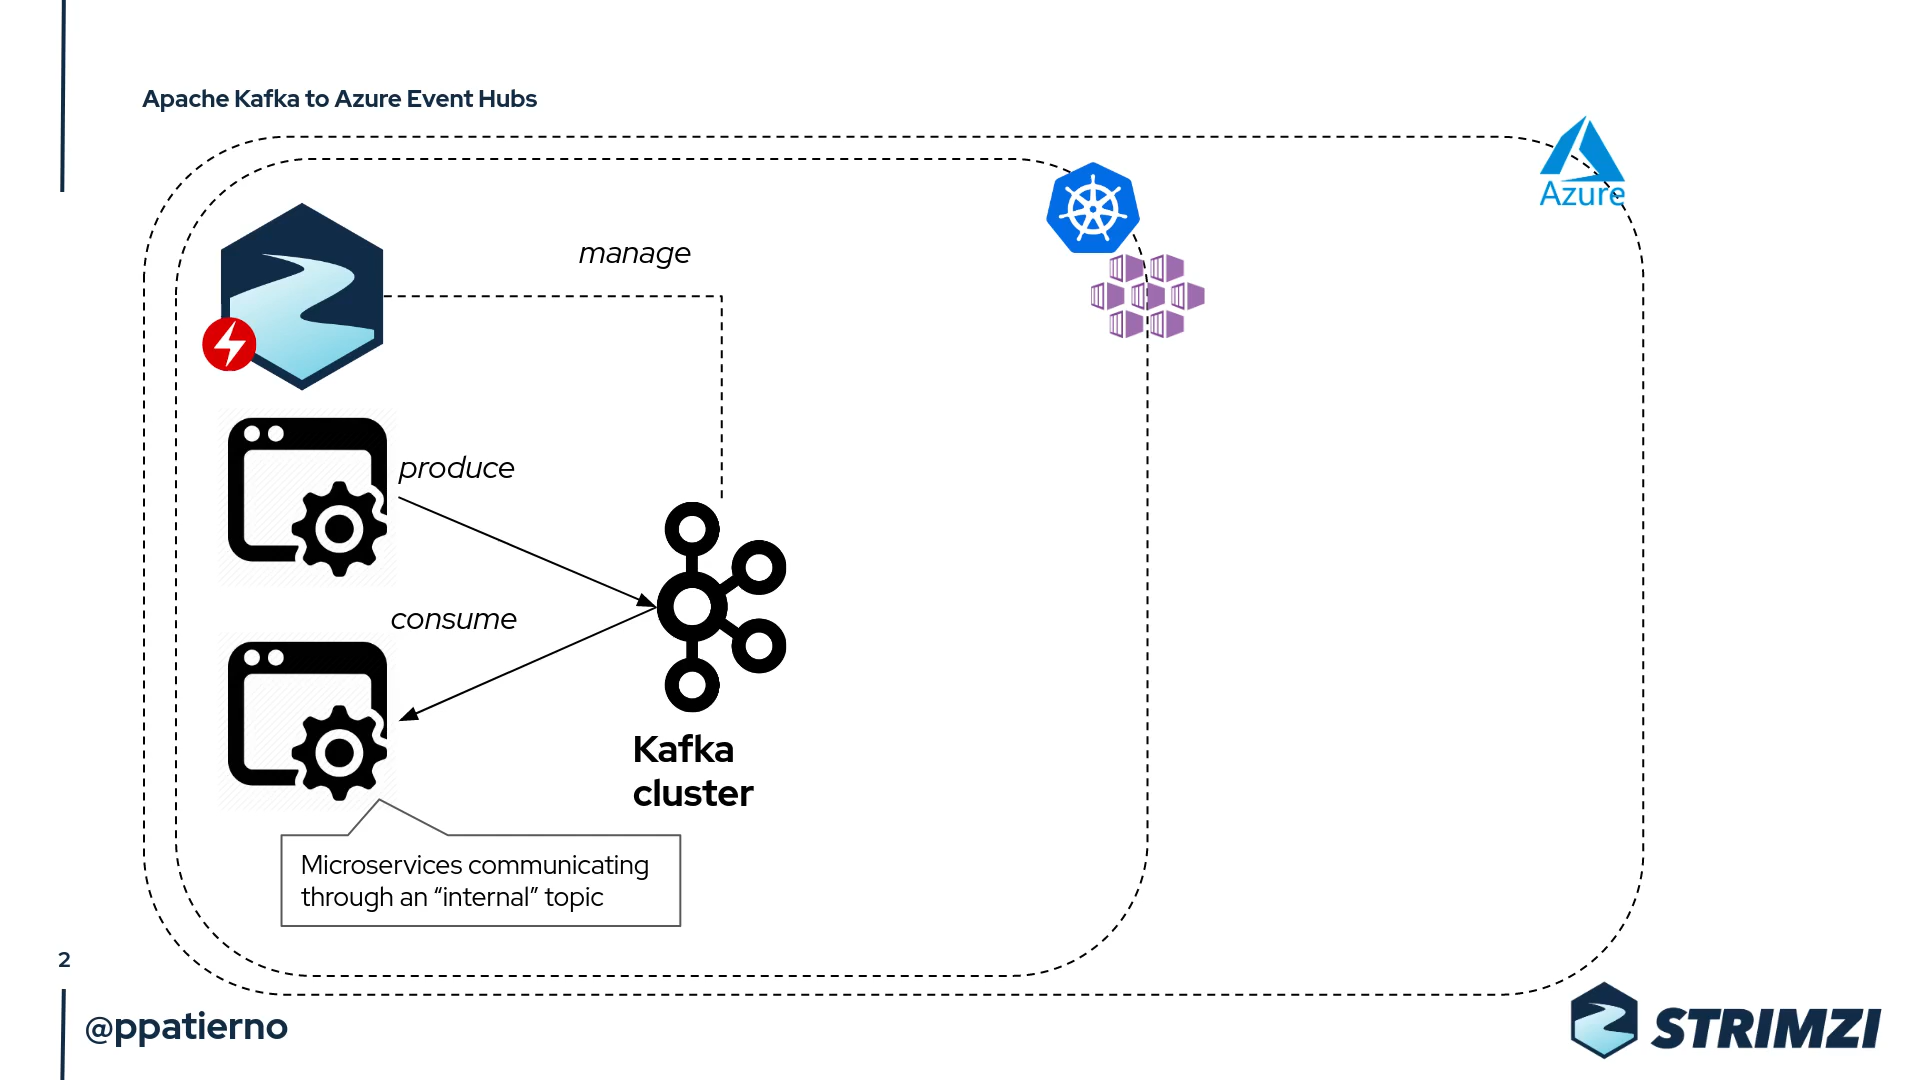 Apache Kafka to Azure Event Hubs
Azure
manage
produce
consume
Kafka
cluster
Microservices communicating
through an “internal” topic
2
@ppatierno
STRIMZI